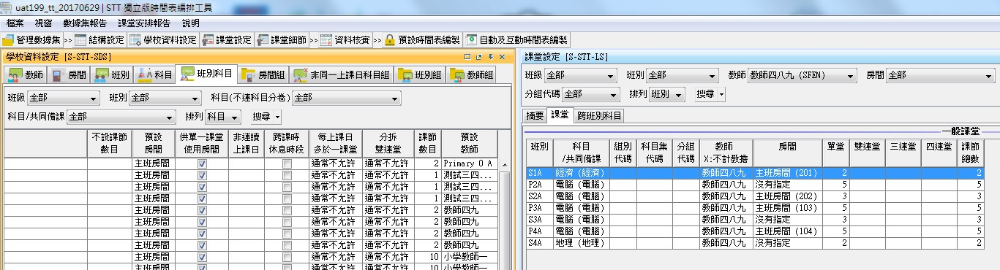 uat199_tt_20170629 | STT 獨立版時間表編排工具
檔案 視窗 數據集報告 課堂安排報告 說明
管理數據集 >> 結構設定 學校資料設定 課堂設定 課堂細節 >> 資料核審 >> 預設時間表編製 自動及互動時間表編製
學校資料設定 [S-STT-SDS]
教師 房間 班別 科目 班別科目 房間組 非同一上課日科目組 班別組 教師組
班級 全部 班別 全部 科目(不連科目分卷) 全部
科目/共同備課 全部 排列 科目 搜尋
不設課節數目 預設房間 供單一課堂使用房間 非連續上課日 跨課時休息時段 每上課日多於一課堂 分拆雙連堂 課節數目 預設教師
主班房間 通常不允許 通常不允許 2 Primary O A
主班房間 通常不允許 通常不允許 1 測試三四...
主班房間 通常不允許 通常不允許 1 測試三四...
主班房間 通常不允許 通常不允許 1 測試三四...
主班房間 通常不允許 通常不允許 2 教師四九
主班房間 通常不允許 通常不允許 2 教師四九
主班房間 通常不允許 通常不允許 2 教師四九
主班房間 通常不允許 通常不允許 2 教師四九
主班房間 通常不允許 通常不允許 10 小學教師一
主班房間 通常不允許 通常不允許 10 小學教師一
課堂設定 [S-STT-LS]
班級 全部 班別 全部 教師 教師四八九 (SFEN) 房間 全部
分組代碼 全部 排列 班別 搜尋
摘要 課堂 跨班別科目
一般課堂
班別 科目/共同備課 組別代碼 科目集代碼 分組代碼 教師 X:不計教擔 房間 單堂 雙連堂 三連堂 四連堂 課節總數
S1A 經濟 (經濟) 教師四八九 主班房間 (201) 2 2
P2A 電腦 (電腦) 教師四八九 沒有指定 5 5
S2A 電腦 (電腦) 教師四八九 主班房間 (202) 3 3
P3A 電腦 (電腦) 教師四八九 主班房間 (103) 5 5
S3A 電腦 (電腦) 教師四八九 沒有指定 3 3
P4A 電腦 (電腦) 教師四八九 主班房間 (104) 5 5
S4A 地理 (地理) 教師四八九 沒有指定 2 2